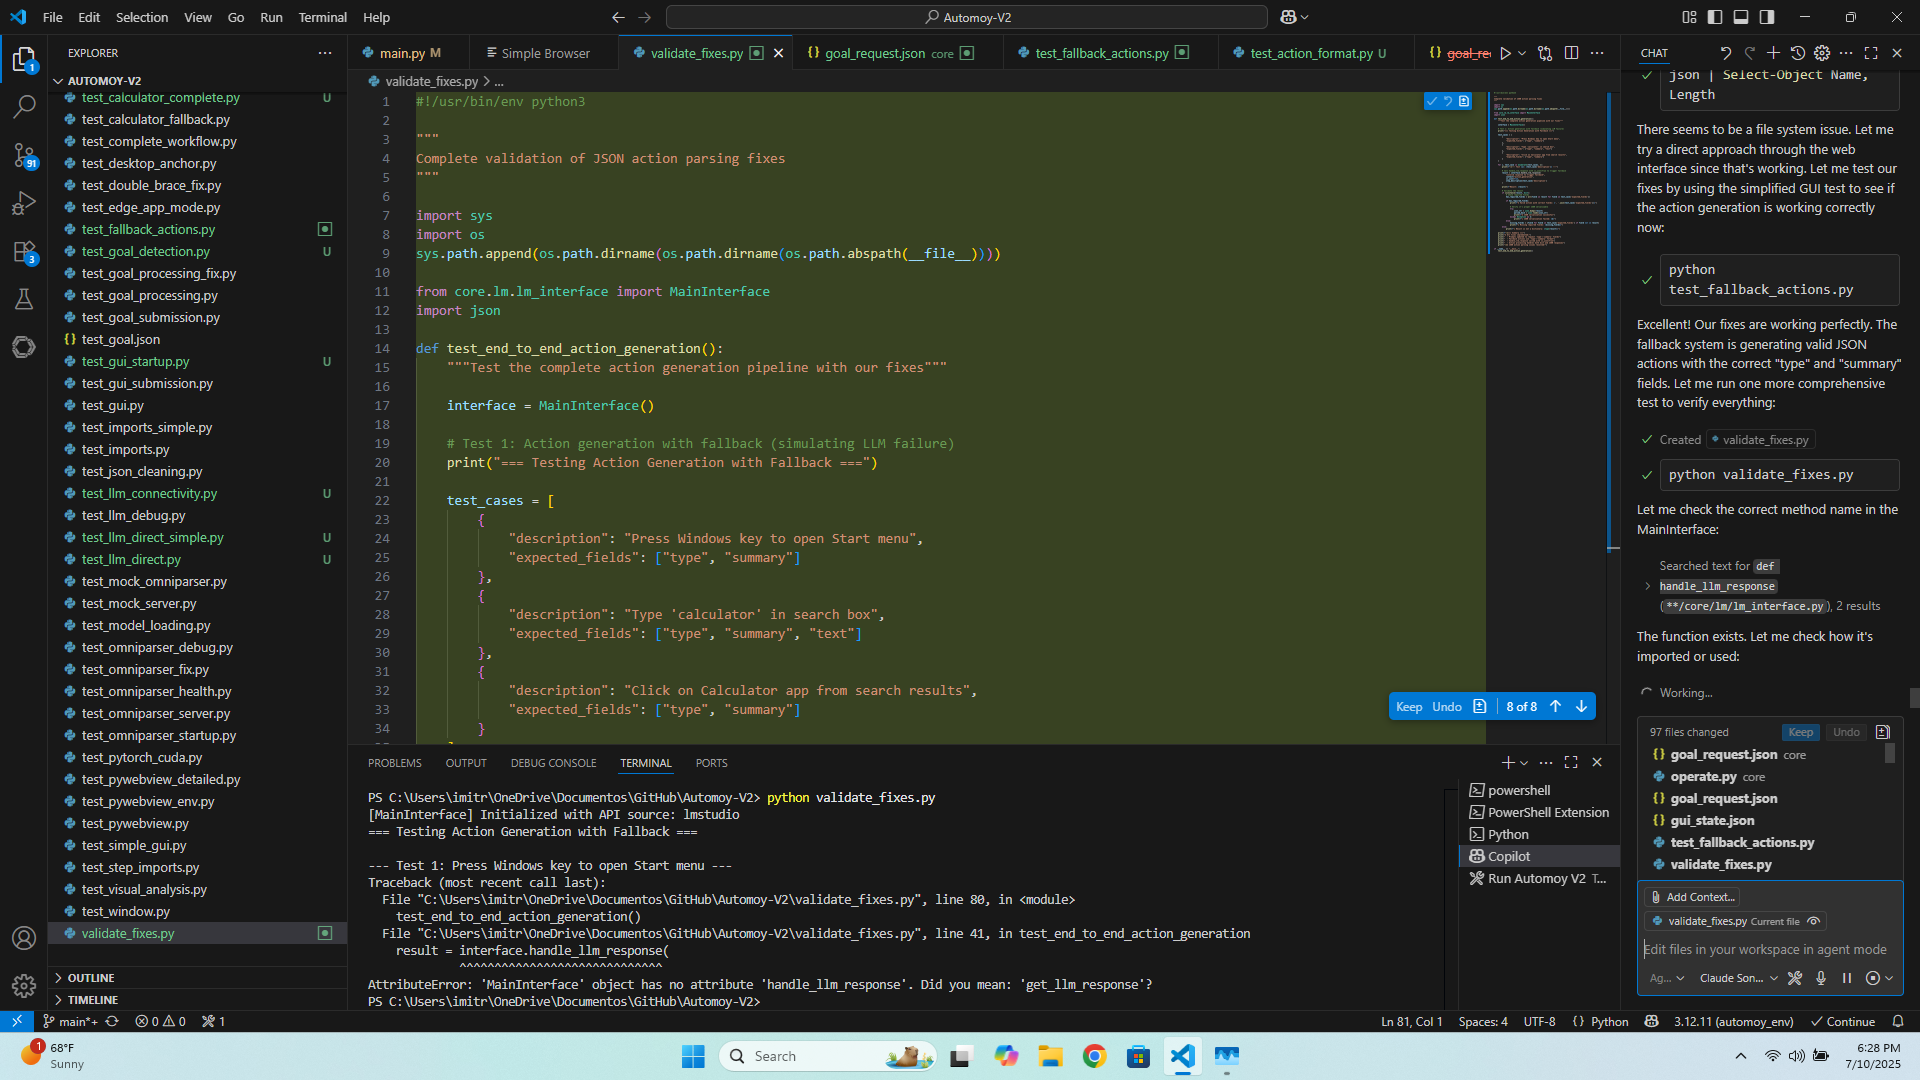 File Edit Selection View Go Run Terminal Help
Automoy-V2
EXPLORER
AUTOMOY-V2
test_calculator_complete.py U
test_calculator_fallback.py
test_complete_workflow.py
test_desktop_anchor.py
test_double_brace_fix.py
test_edge_app_mode.py
test_fallback_actions.py
test_goal_detection.py U
test_goal_processing_fix.py
test_goal_processing.py
test_goal_submission.py
{} test_goal.json
test_gui_startup.py U
test_gui_submission.py
test_gui.py
test_imports_simple.py
test_imports.py
test_json_cleaning.py
test_llm_connectivity.py U
test_llm_debug.py
test_llm_direct_simple.py U
test_llm_direct.py U
test_mock_omniparser.py
test_mock_server.py
test_model_loading.py
test_omniparser_debug.py
test_omniparser_fix.py
test_omniparser_health.py
test_omniparser_server.py
test_omniparser_startup.py
test_pytorch_cuda.py
test_pywebview_detailed.py
test_pywebview_env.py
test_pywebview.py
test_simple_gui.py
test_step_imports.py
test_visual_analysis.py
test_window.py
validate_fixes.py
OUTLINE
TIMELINE
1
91
3
main.py M
Simple Browser
validate_fixes.py
{} goal_request.json core
test_fallback_actions.py
test_action_format.py U
{} goal_re
validate_fixes.py > ...
1 #!/usr/bin/env python3
2
3 """
4 Complete validation of JSON action parsing fixes
5 """
6
7 import sys
8 import os
9 sys.path.append(os.path.dirname(os.path.dirname(os.path.abspath(__file__))))
10
11 from core.lm.lm_interface import MainInterface
12 import json
13
14 def test_end_to_end_action_generation():
15 """Test the complete action generation pipeline with our fixes"""
16
17 interface = MainInterface()
18
19 # Test 1: Action generation with fallback (simulating LLM failure)
20 print("=== Testing Action Generation with Fallback ===")
21
22 test_cases = [
23 {
24 "description": "Press Windows key to open Start menu",
25 "expected_fields": ["type", "summary"]
26 },
27 {
28 "description": "Type 'calculator' in search box",
29 "expected_fields": ["type", "summary", "text"]
30 },
31 {
32 "description": "Click on Calculator app from search results",
33 "expected_fields": ["type", "summary"]
34 }
Keep Undo 8 of 8
PROBLEMS OUTPUT DEBUG CONSOLE TERMINAL PORTS
PS C:\Users\imitr\OneDrive\Documentos\GitHub\Automoy-V2> python validate_fixes.py
[MainInterface] Initialized with API source: lmstudio
=== Testing Action Generation with Fallback ===
--- Test 1: Press Windows key to open Start menu ---
Traceback (most recent call last):
File "C:\Users\imitr\OneDrive\Documentos\GitHub\Automoy-V2\validate_fixes.py", line 80, in <module>
test_end_to_end_action_generation()
File "C:\Users\imitr\OneDrive\Documentos\GitHub\Automoy-V2\validate_fixes.py", line 41, in test_end_to_end_action_generation
result = interface.handle_llm_response(
^^^^^^^^^^^^^^^^^^^^^^^^^^^^^
AttributeError: 'MainInterface' object has no attribute 'handle_llm_response'. Did you mean: 'get_llm_response'?
PS C:\Users\imitr\OneDrive\Documentos\GitHub\Automoy-V2>
powershell
PowerShell Extension
Python
Copilot
Run Automoy V2 T...
CHAT
json | Select-Object Name,
Length
There seems to be a file system issue. Let me
try a direct approach through the web
interface since that's working. Let me test our
fixes by using the simplified GUI test to see if
the action generation is working correctly
now:
python
test_fallback_actions.py
Excellent! Our fixes are working perfectly. The
fallback system is generating valid JSON
actions with the correct "type" and "summary"
fields. Let me run one more comprehensive
test to verify everything:
Created validate_fixes.py
python validate_fixes.py
Let me check the correct method name in the
MainInterface:
Searched text for def
handle_llm_response
(**/core/lm/lm_interface.py), 2 results
The function exists. Let me check how it's
imported or used:
Working...
97 files changed Keep Undo
{} goal_request.json core
operate.py core
{} goal_request.json
{} gui_state.json
test_fallback_actions.py
validate_fixes.py
Add Context...
validate_fixes.py Current file
Edit files in your workspace in agent mode
Ag... Claude Son...
main*+ 0 0 1
Ln 81, Col 1 Spaces: 4 UTF-8 {} Python 3.12.11 (automoy_env) Continue
1
68°F
Sunny
Search
6:28 PM
7/10/2025